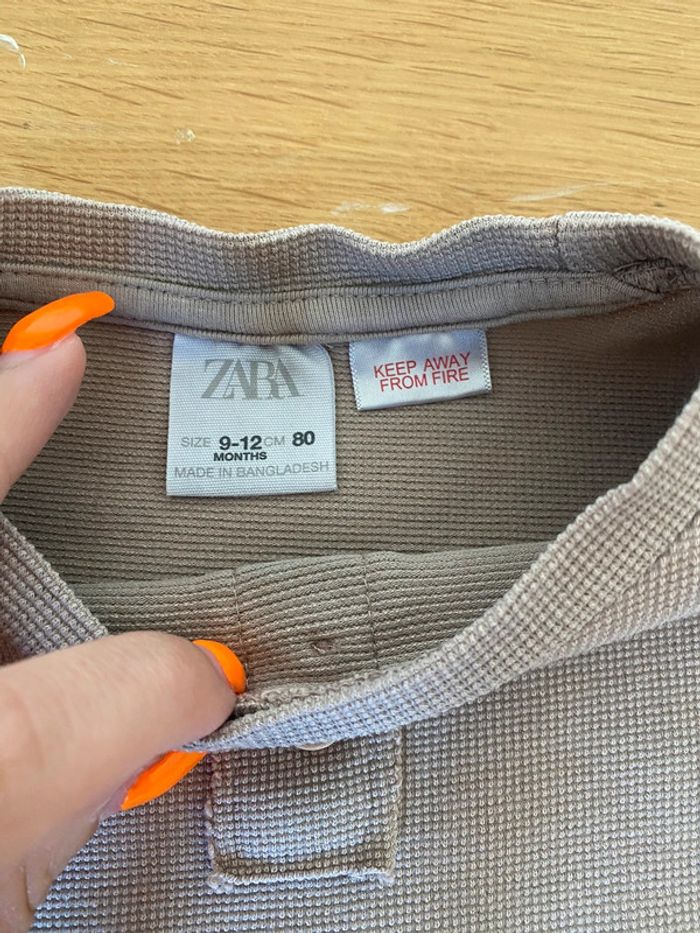 ZARA
SIZE 9-12 CM 80
MONTHS
MADE IN BANGLADESH
KEEP AWAY
FROM FIRE